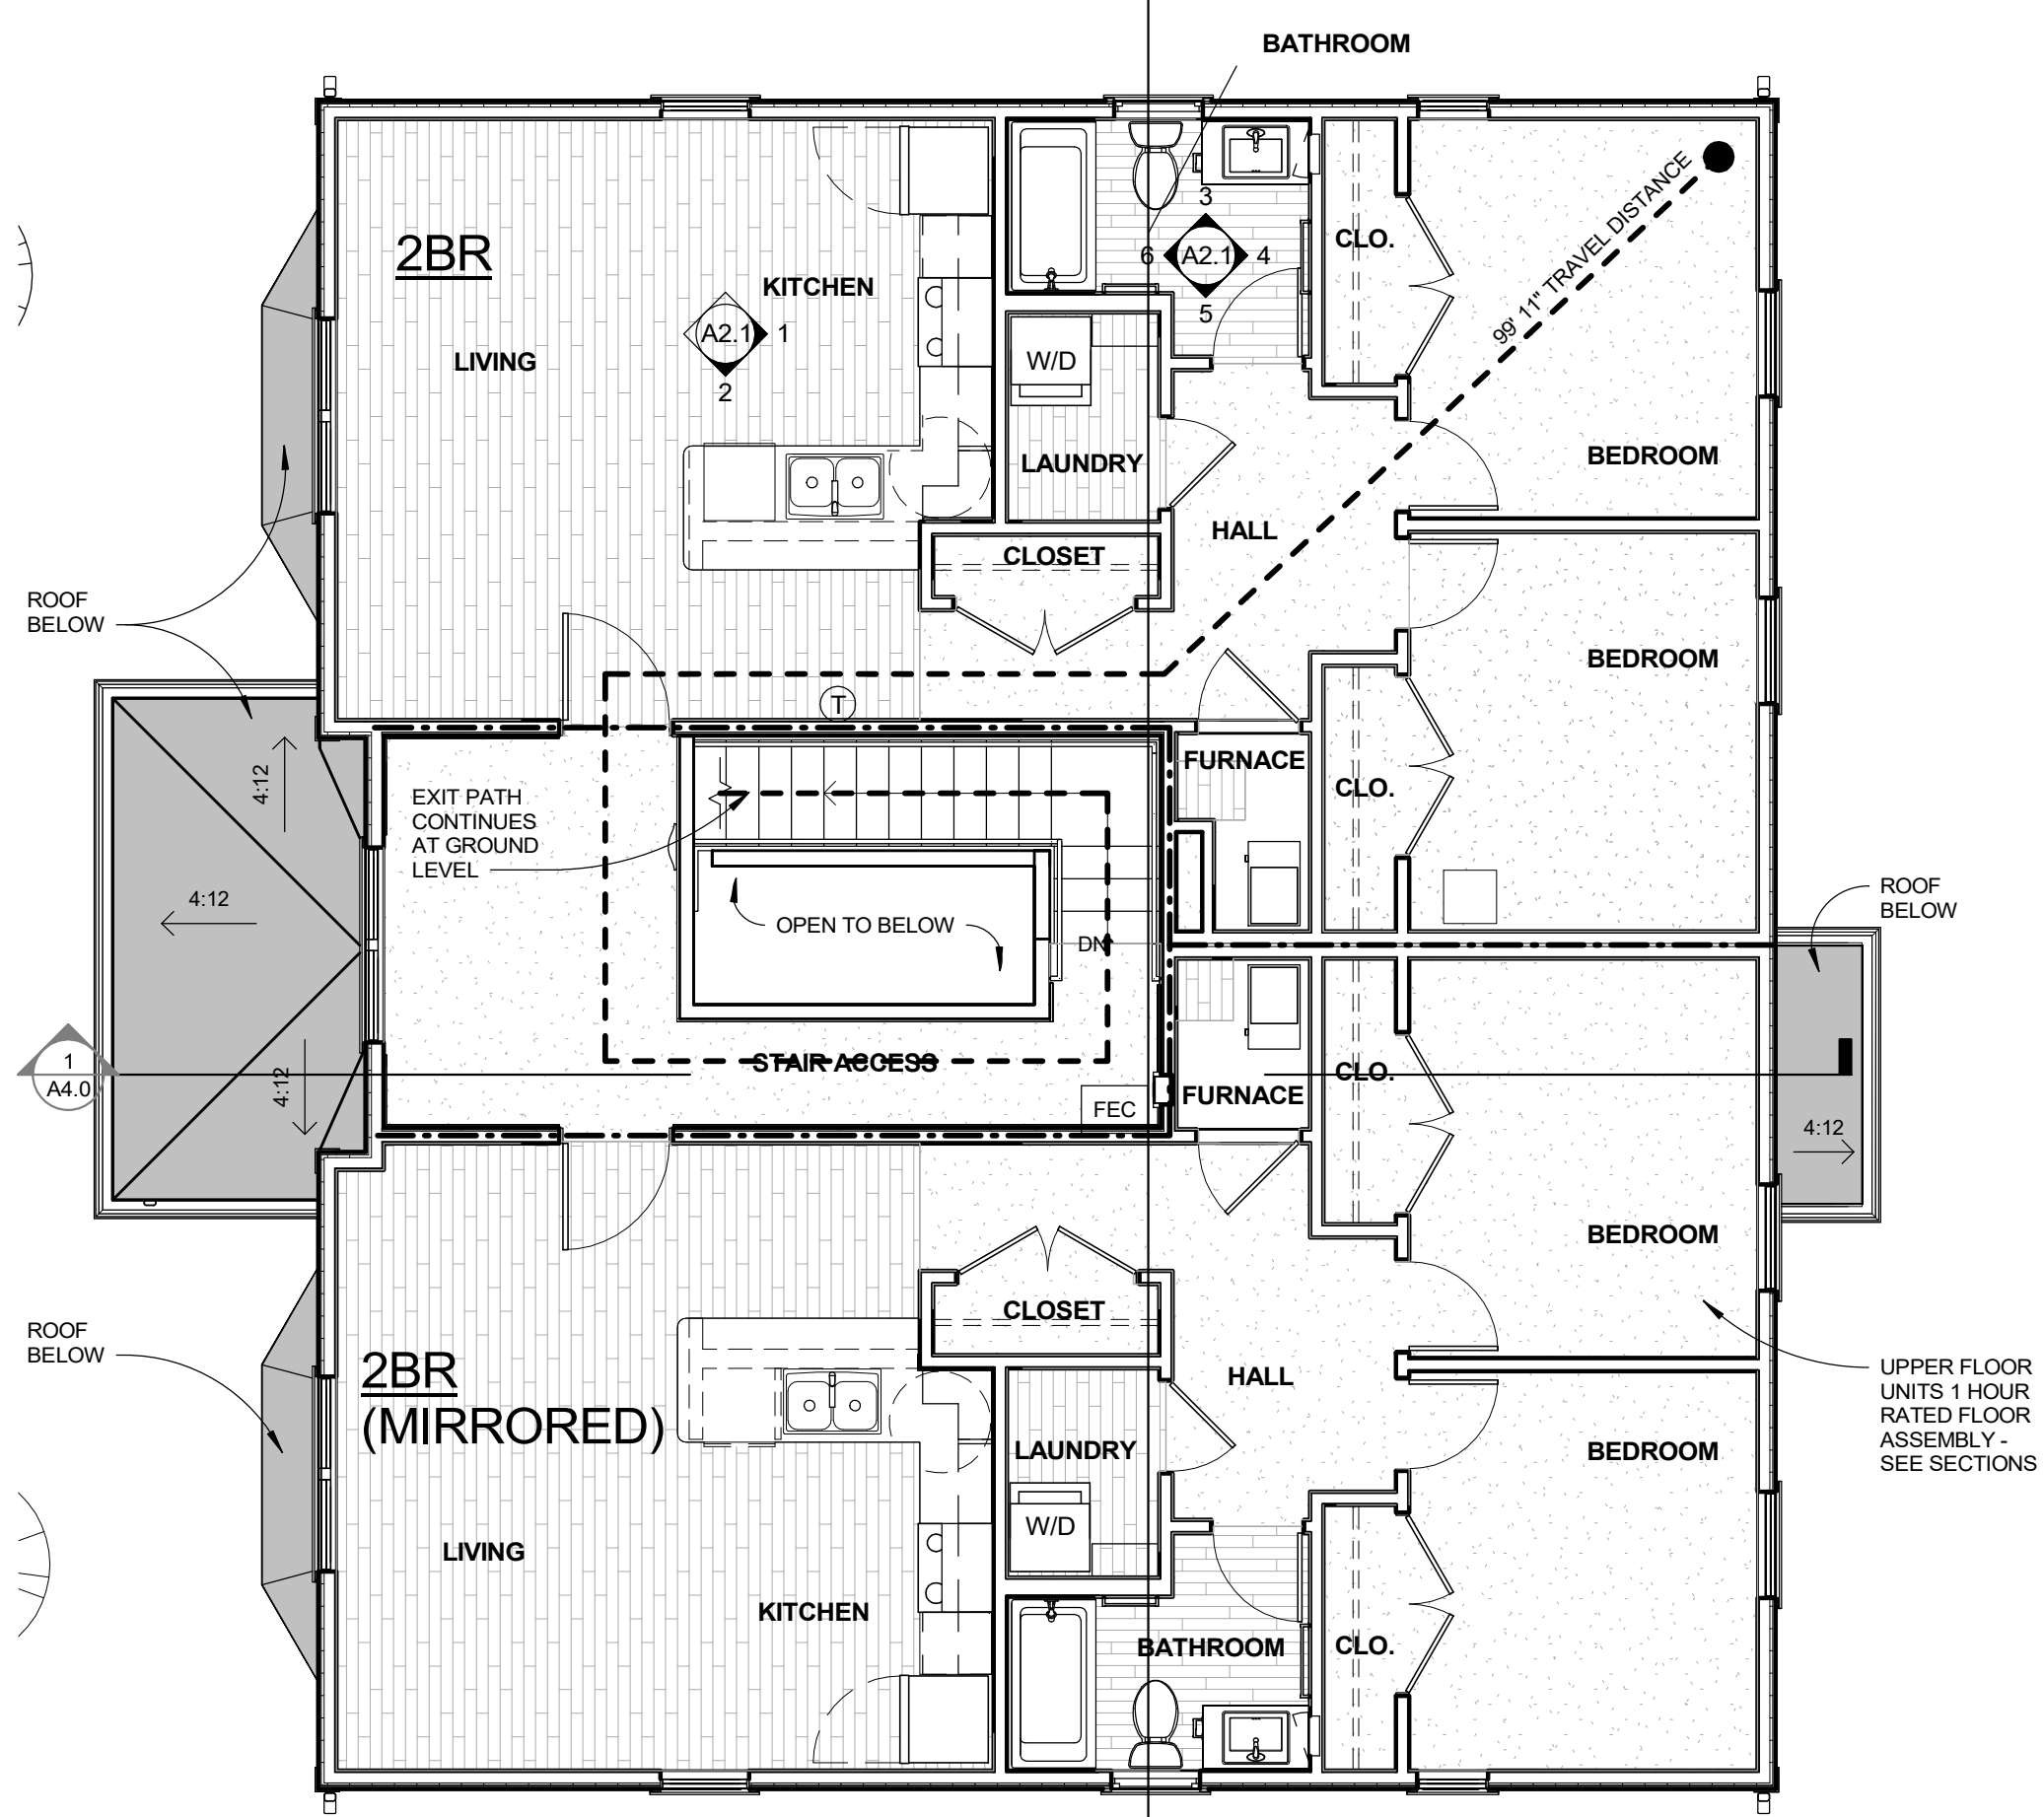 BATHROOM
2BR
KITCHEN
LIVING
A2.1
1
2
3
6
A2.1
4
5
CLO.
99' 11" TRAVEL DISTANCE
W/D
LAUNDRY
BEDROOM
HALL
CLOSET
ROOF
BELOW
BEDROOM
T
4:12
EXIT PATH
CONTINUES
AT GROUND
LEVEL
FURNACE
CLO.
4:12
OPEN TO BELOW
DN
ROOF
BELOW
1
A4.0
4:12
STAIR ACCESS
FEC
FURNACE
CLO.
4:12
BEDROOM
ROOF
BELOW
CLOSET
2BR
(MIRRORED)
HALL
UPPER FLOOR
UNITS 1 HOUR
RATED FLOOR
ASSEMBLY -
SEE SECTIONS
LAUNDRY
BEDROOM
W/D
LIVING
KITCHEN
BATHROOM
CLO.